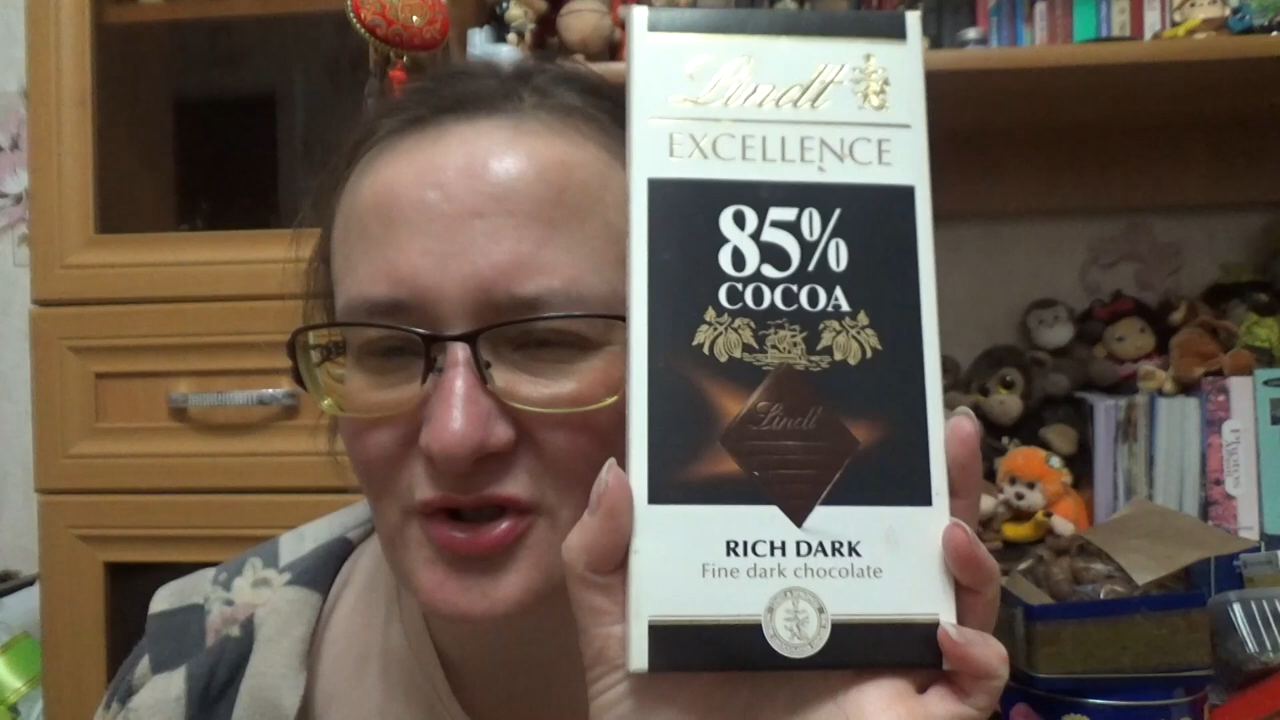 Lindt
EXCELLENCE
85%
COCOA
Lindt
RICH DARK
Fine dark chocolate